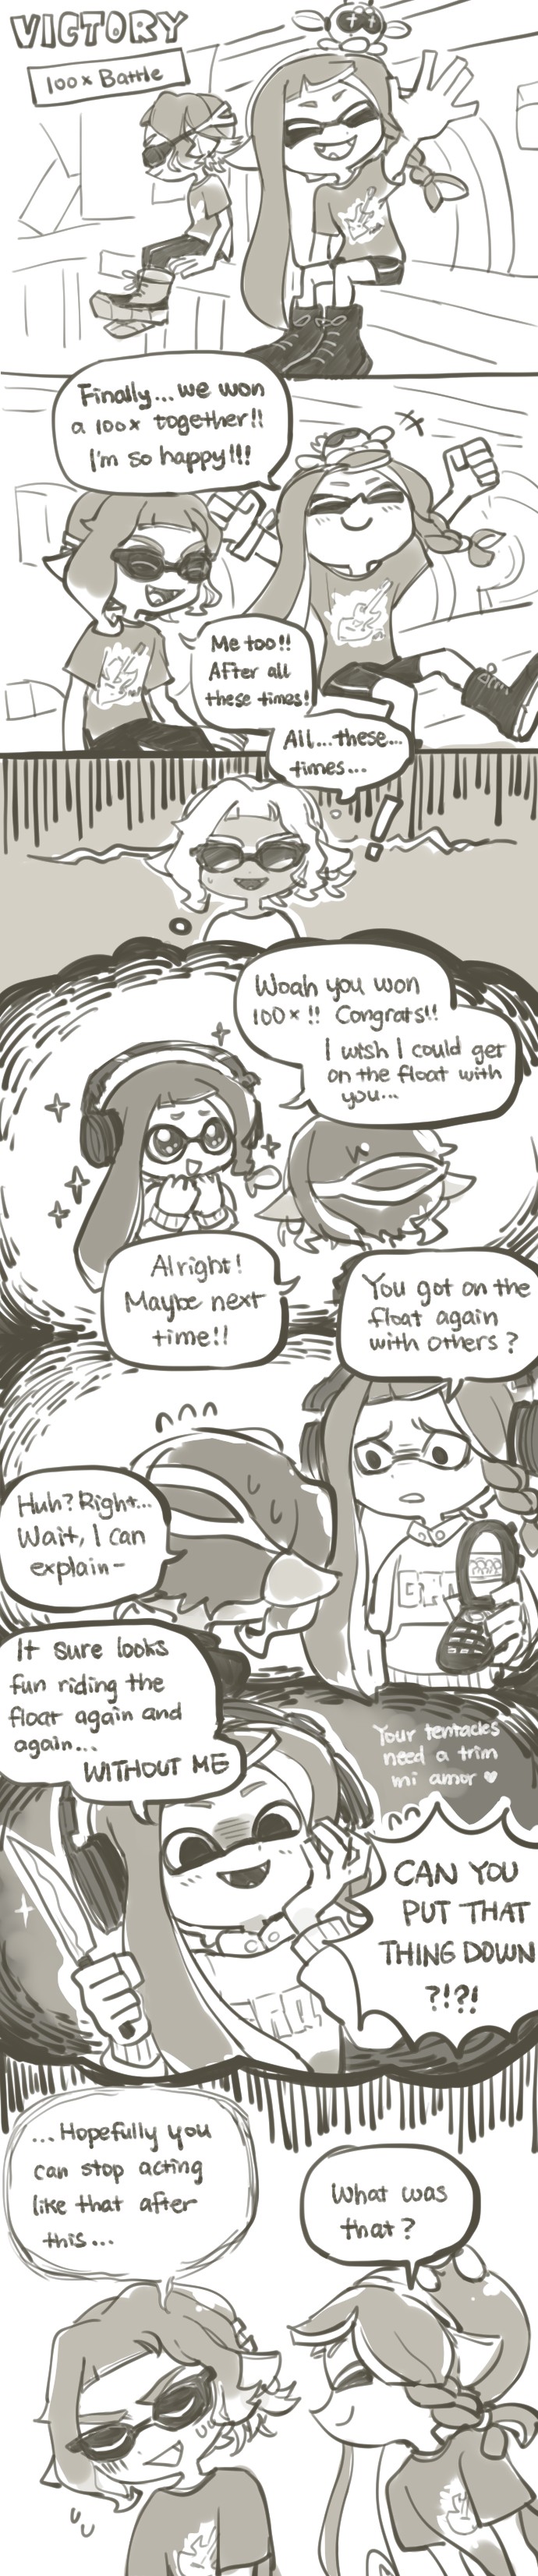 VICTORY
100x Battle
Finally...we won
a 100x together!!
I'm so happy!!!
Me too!!
After all
these times!
All...these...
times...
!
Woah you won
100x!! Congrats!!
I wish I could get
on the float with
you...
Alright!
Maybe next
time!!
You got on the
float again
with others?
Huh? Right...
Wait, I can
explain-
It sure looks
fun riding the
float again and
again...
WITHOUT ME
Your tentacles
need a trim
mi amor ♥
CAN YOU
PUT THAT
THING DOWN
?!?!
...Hopefully you
can stop acting
like that after
this...
What was
that?